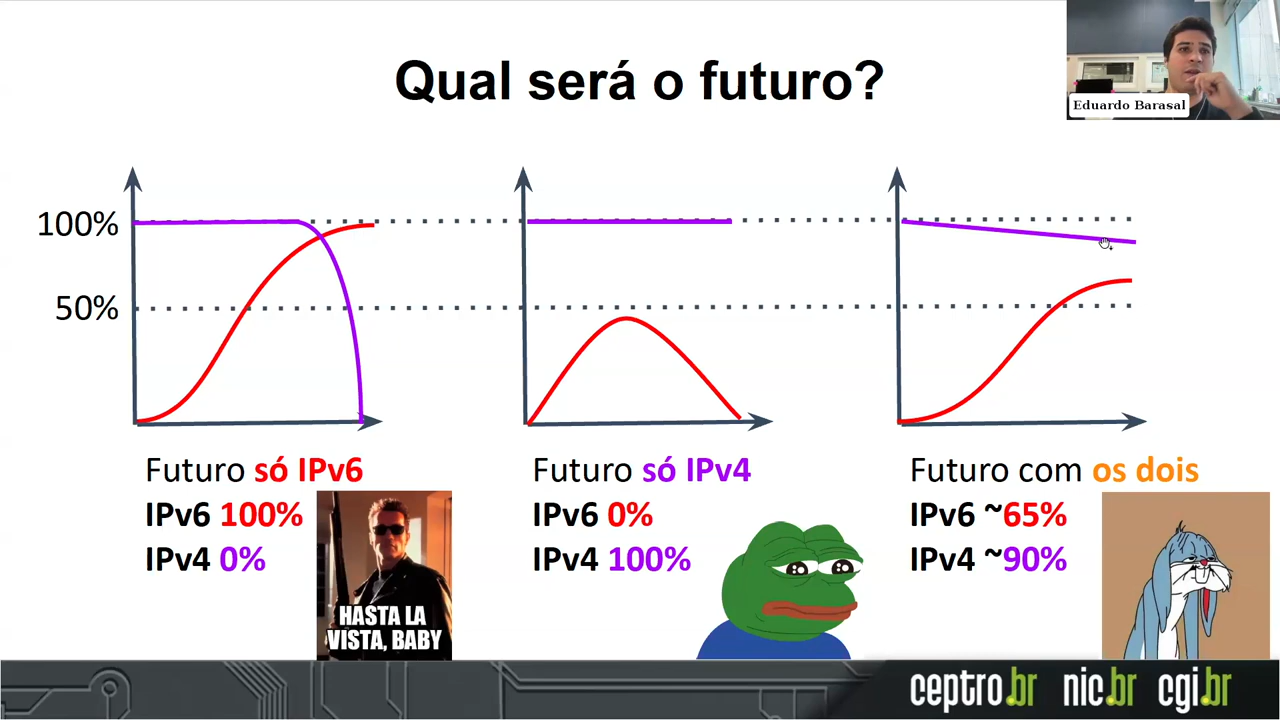 Qual será o futuro?
Eduardo Barasal
100%
50%
Futuro só IPv6
IPv6 100%
IPv4 0%
HASTA LA
VISTA, BABY
Futuro só IPv4
IPv6 0%
IPv4 100%
Futuro com os dois
IPv6 ~65%
IPv4 ~90%
ceptro.br nic.br cgi.br